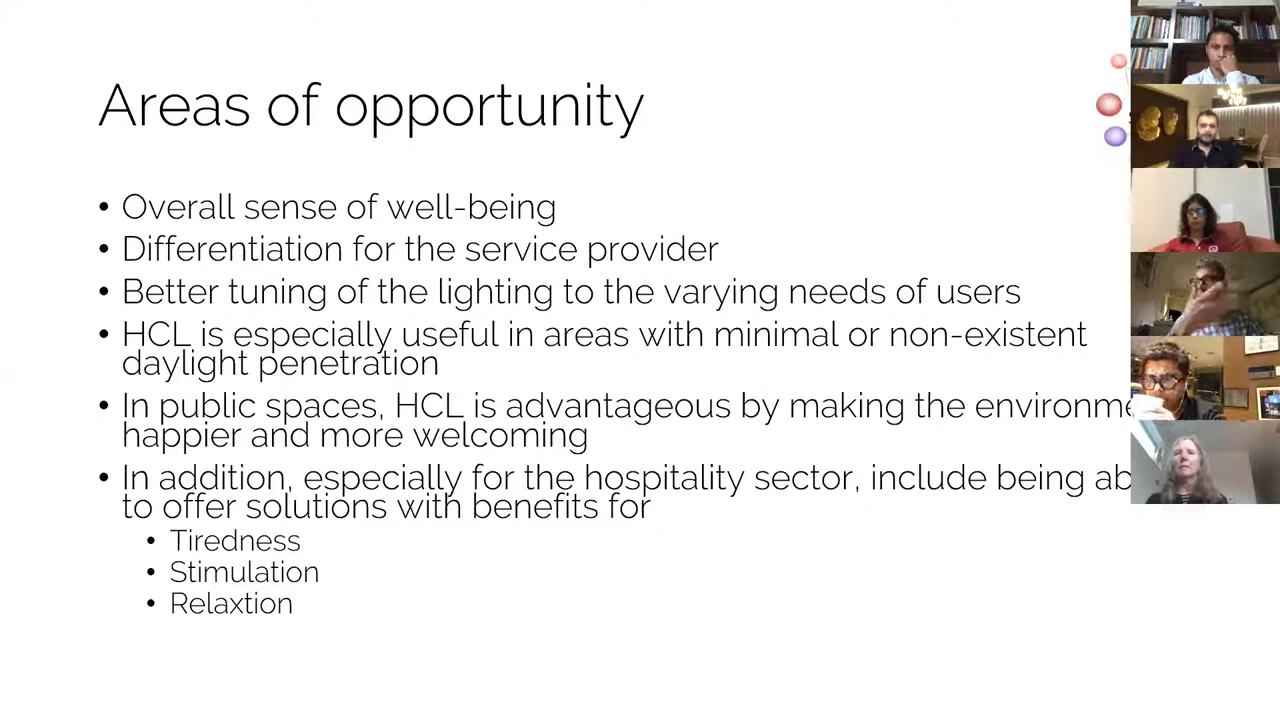 Areas of opportunity
• Overall sense of well-being
• Differentiation for the service provider
• Better tuning of the lighting to the varying needs of users
• HCL is especially useful in areas with minimal or non-existent
daylight penetration
• In public spaces, HCL is advantageous by making the
happier and more welcoming
• In addition, especially for the hospitality sector, include being
to offer solutions with benefits for
• Tiredness
• Stimulation
• Relaxtion